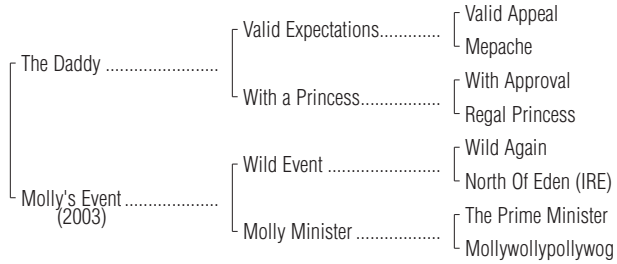 Valid Appeal
Valid Expectations.............
Mepache
The Daddy .......................
With Approval
With a Princess.................
Regal Princess
Wild Again
Wild Event .......................
North Of Eden (IRE)
Molly's Event...................
(2003)
The Prime Minister
Molly Minister .................
Mollywollypollywog